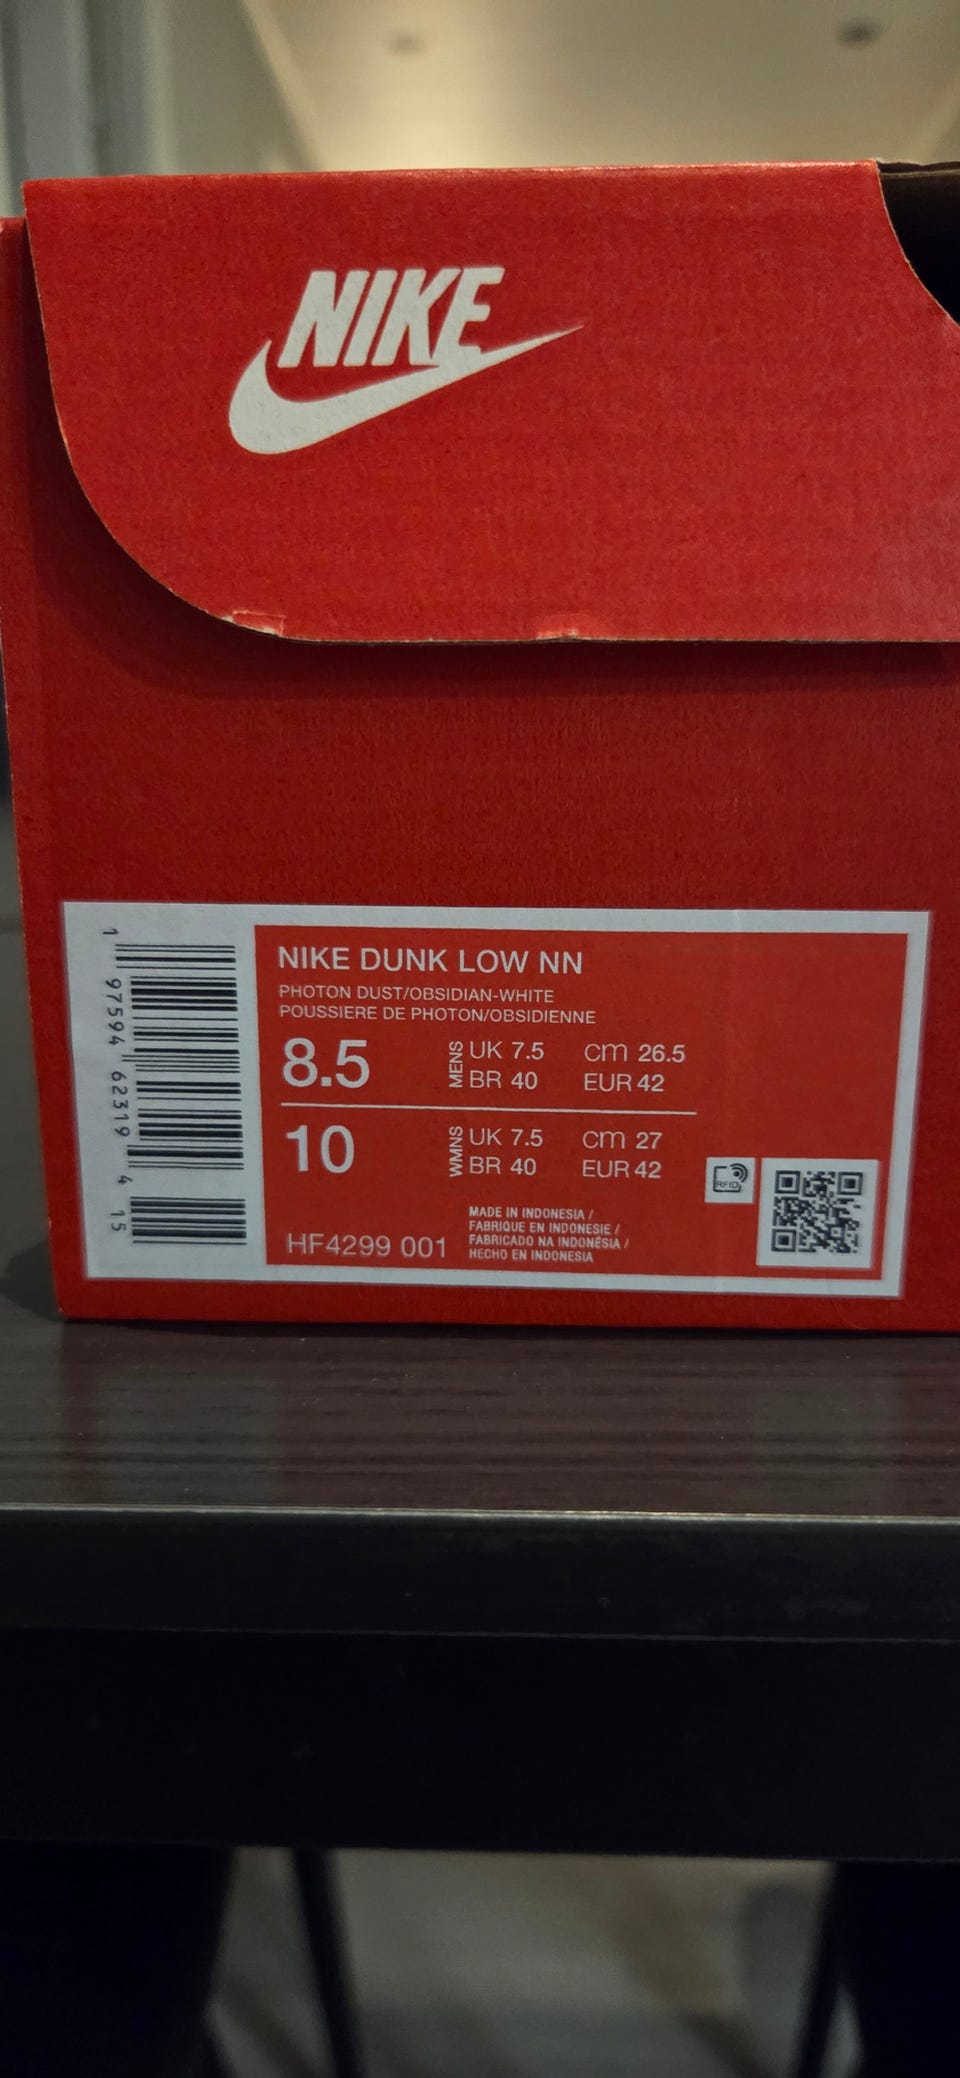 NIKE
1 97594 62319 4 15
NIKE DUNK LOW NN
PHOTON DUST/OBSIDIAN-WHITE
POUSSIERE DE PHOTON/OBSIDIENNE
8.5 MENS UK 7.5 cm 26.5
BR 40 EUR 42
10 WMNS UK 7.5 cm 27
BR 40 EUR 42
RFID
HF4299 001
MADE IN INDONESIA /
FABRIQUE EN INDONESIE /
FABRICADO NA INDONÉSIA /
HECHO EN INDONESIA